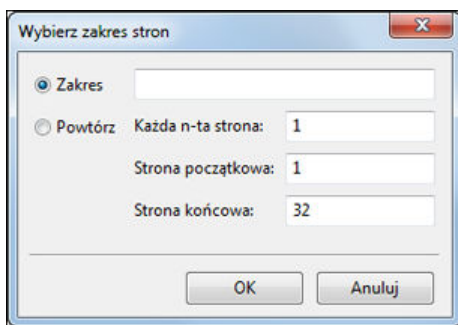 Wybierz zakres stron
Zakres
Powtórz Każda n-ta strona: 1
Strona początkowa: 1
Strona końcowa: 32
OK Anuluj